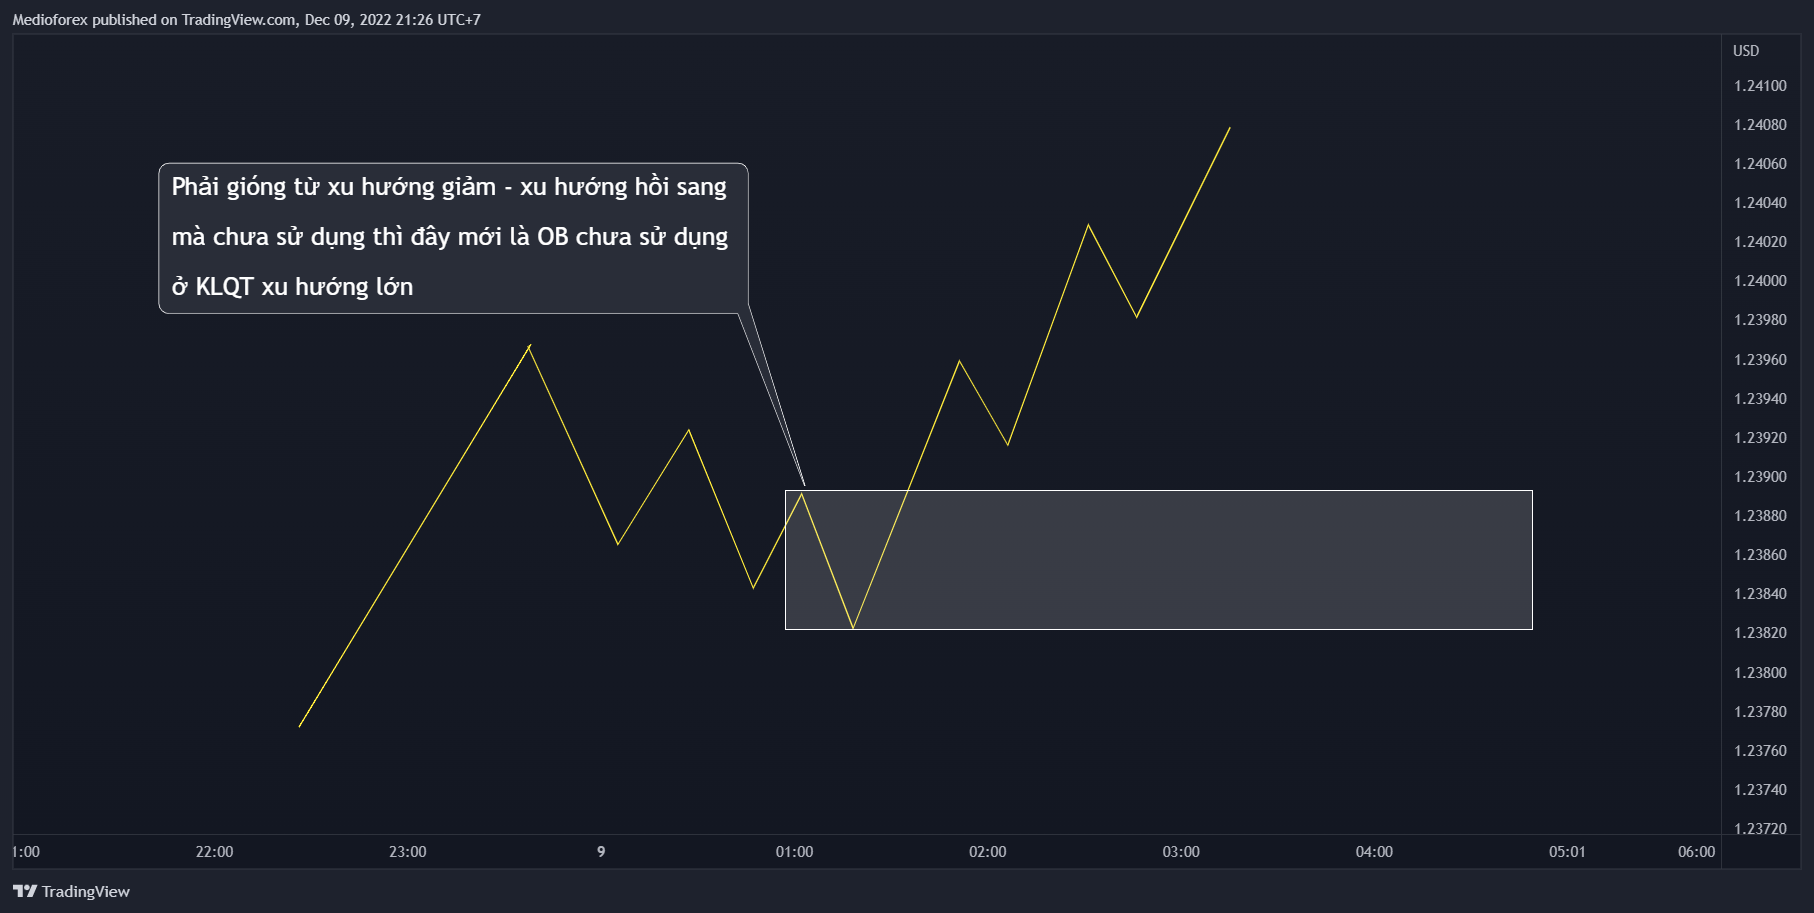 Medioforex published on TradingView.com, Dec 09, 2022 21:26 UTC+7
USD
1.24100
1.24080
1.24060
1.24040
1.24020
1.24000
1.23980
1.23960
1.23940
1.23920
1.23900
1.23880
1.23860
1.23840
1.23820
1.23800
1.23780
1.23760
1.23740
1.23720
Phải gióng từ xu hướng giảm - xu hướng hồi sang
mà chưa sử dụng thì đây mới là OB chưa sử dụng
ở KLQT xu hướng lớn
1:00 22:00 23:00 9 01:00 02:00 03:00 04:00 05:01 06:00
TradingView